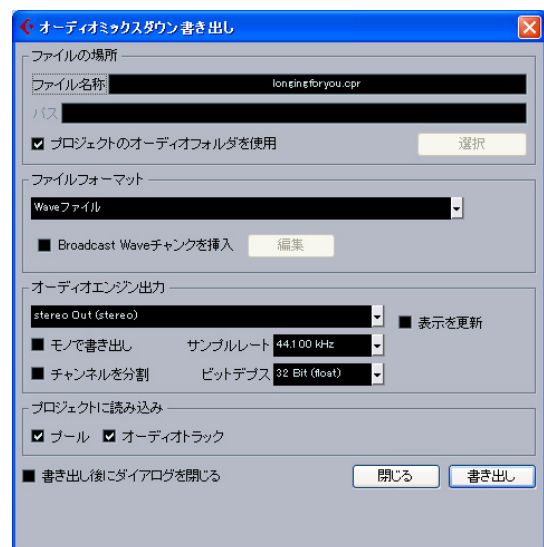 オーディオミックスダウン書き出し
ファイルの場所
ファイル名称 longingforyou.cpr
パス
プロジェクトのオーディオフォルダを使用 選択
ファイルフォーマット
Waveファイル
Broadcast Waveチャンクを挿入 編集
オーディオエンジン出力
stereo Out (stereo) 表示を更新
モノで書き出し サンプルレート 44.100 kHz
チャンネルを分割 ビットデプス 32 Bit (float)
プロジェクトに読み込み
プール オーディオトラック
書き出し後にダイアログを閉じる 閉じる 書き出し